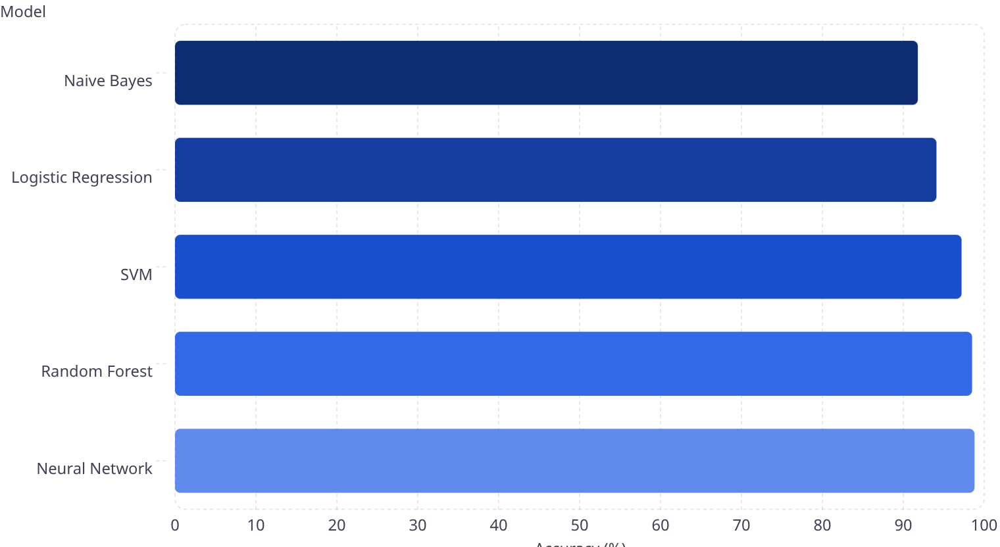 Model
Naive Bayes
Logistic Regression
SVM
Random Forest
Neural Network
0 10 20 30 40 50 60 70 80 90 100
Accuracy (%)